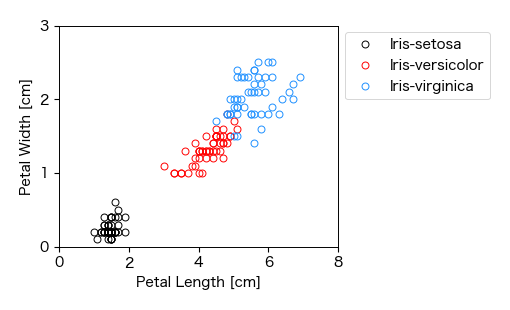 3
2
1
0
0
2
4
6
8
Petal Width [cm]
Petal Length [cm]
Iris-setosa
Iris-versicolor
Iris-virginica